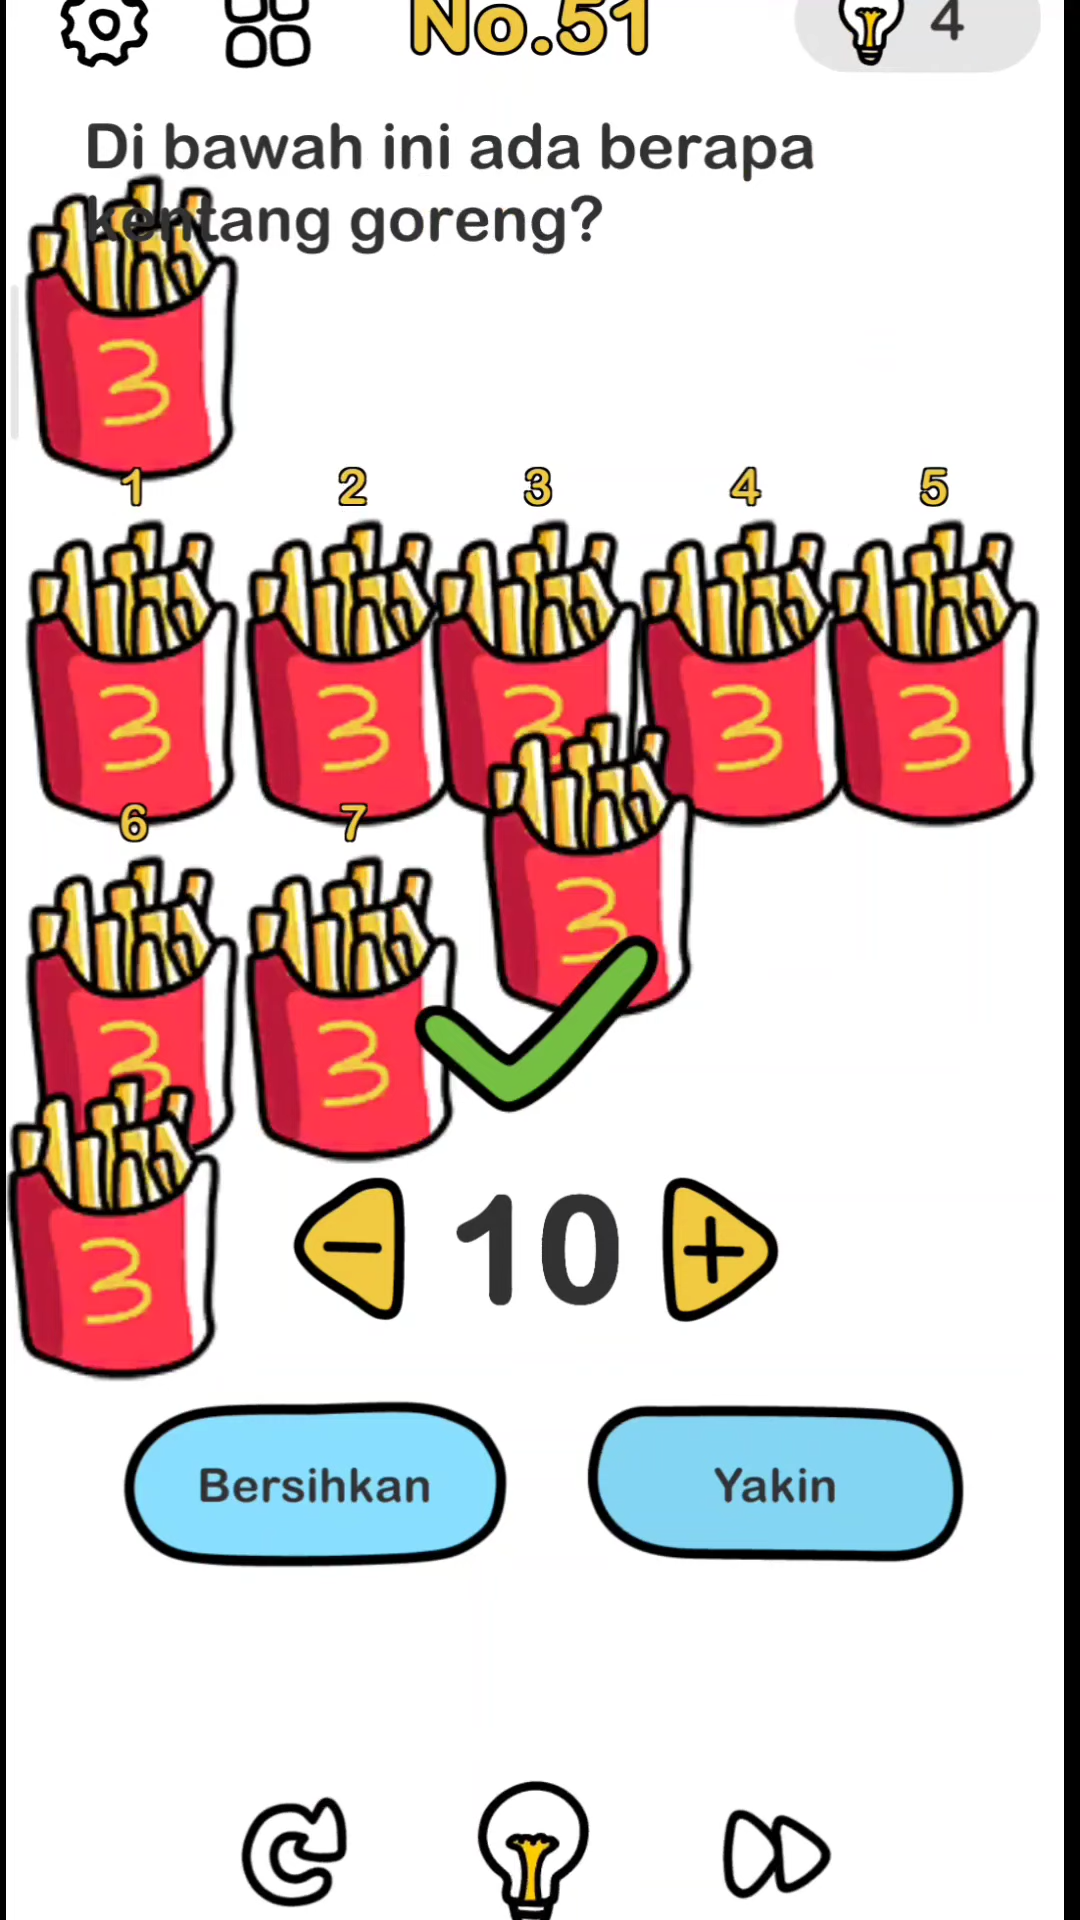 No.51
4
Di bawah ini ada berapa
kentang goreng?
3
1 2 3 4 5
3 3 3 3 3
6 7
3
3 3
3
10
Bersihkan Yakin